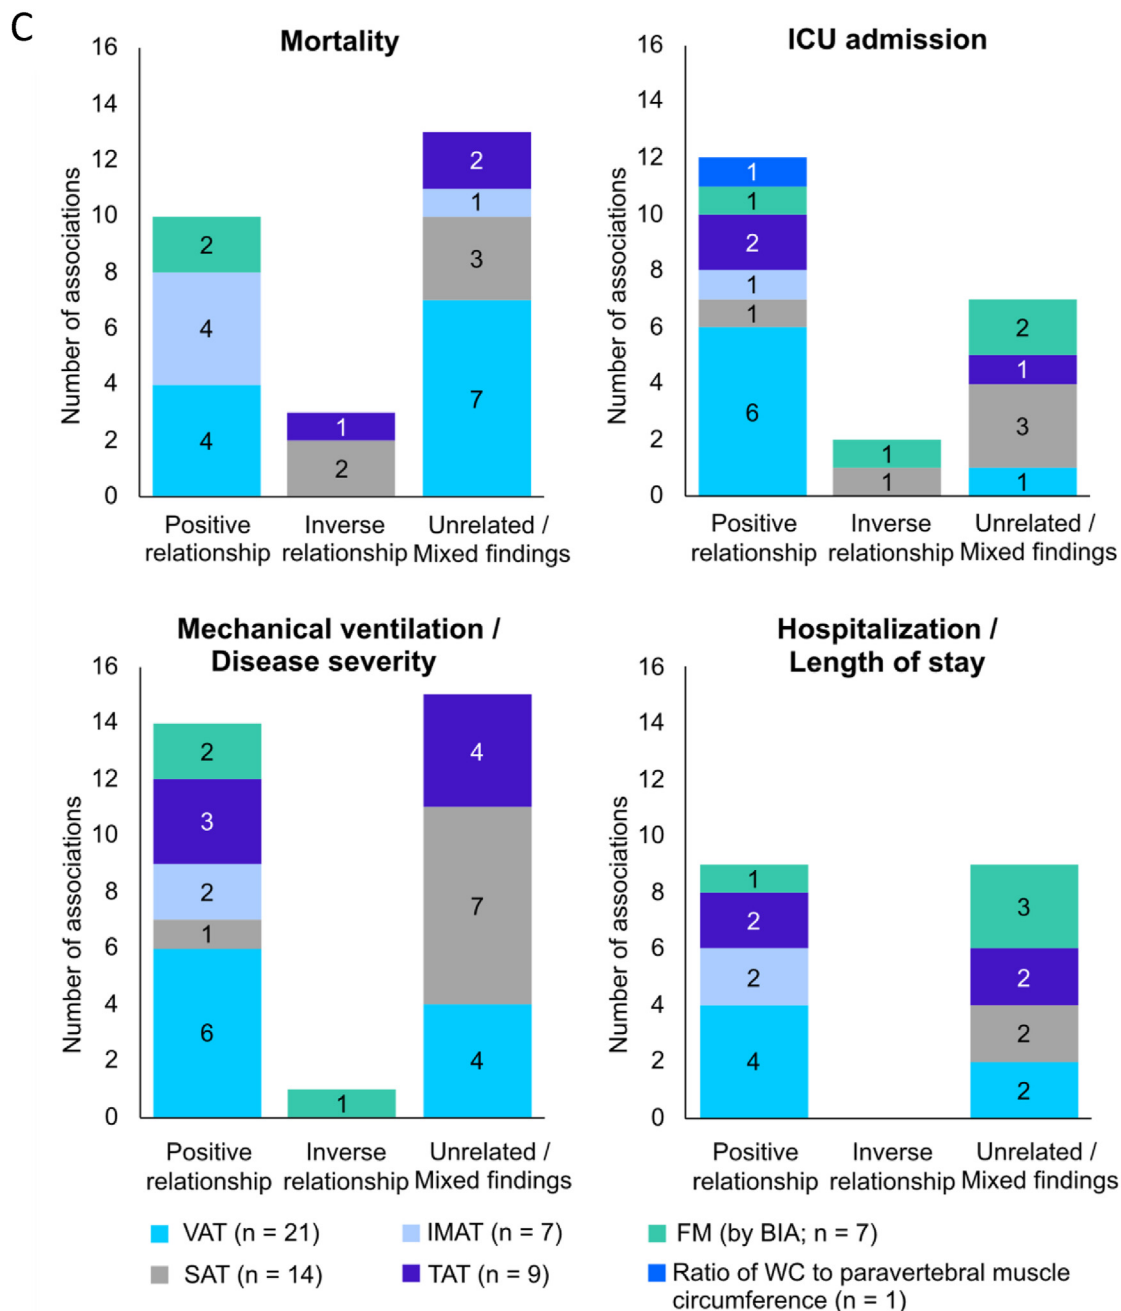 C
Mortality
16
14
12
10
8
6
4
2
0
Number of associations
2
4
4
1
2
2
1
3
7
Positive
relationship
Inverse
relationship
Unrelated /
Mixed findings
ICU admission
16
14
12
10
8
6
4
2
0
Number of associations
1
1
2
1
1
6
1
1
2
1
3
1
Positive
relationship
Inverse
relationship
Unrelated /
Mixed findings
Mechanical ventilation /
Disease severity
16
14
12
10
8
6
4
2
0
Number of associations
2
3
2
1
6
1
4
7
4
Positive
relationship
Inverse
relationship
Unrelated /
Mixed findings
Hospitalization /
Length of stay
16
14
12
10
8
6
4
2
0
Number of associations
1
2
2
4
3
2
2
2
Positive
relationship
Inverse
relationship
Unrelated /
Mixed findings
VAT (n = 21)
IMAT (n = 7)
FM (by BIA; n = 7)
SAT (n = 14)
TAT (n = 9)
Ratio of WC to paravertebral muscle
circumference (n = 1)